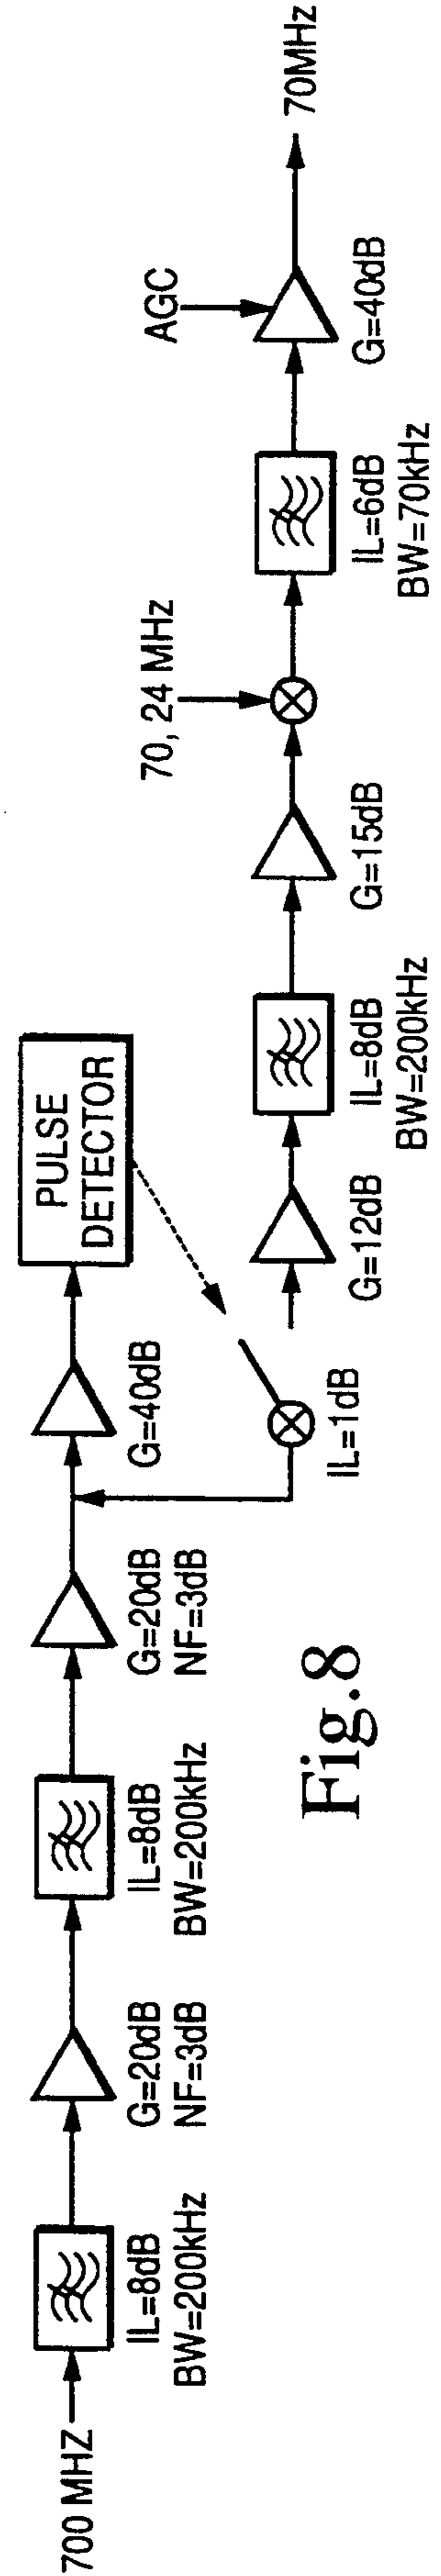 700 MHZ
IL=8dB
BW=200kHz
G=20dB
NF=3dB
IL=8dB
BW=200kHz
G=20dB
NF=3dB
G=40dB
PULSE
DETECTOR
IL=1dB
G=12dB
IL=8dB
BW=200kHz
G=15dB
70, 24 MHz
IL=6dB
BW=70kHz
AGC
G=40dB
70MHz
Fig.8